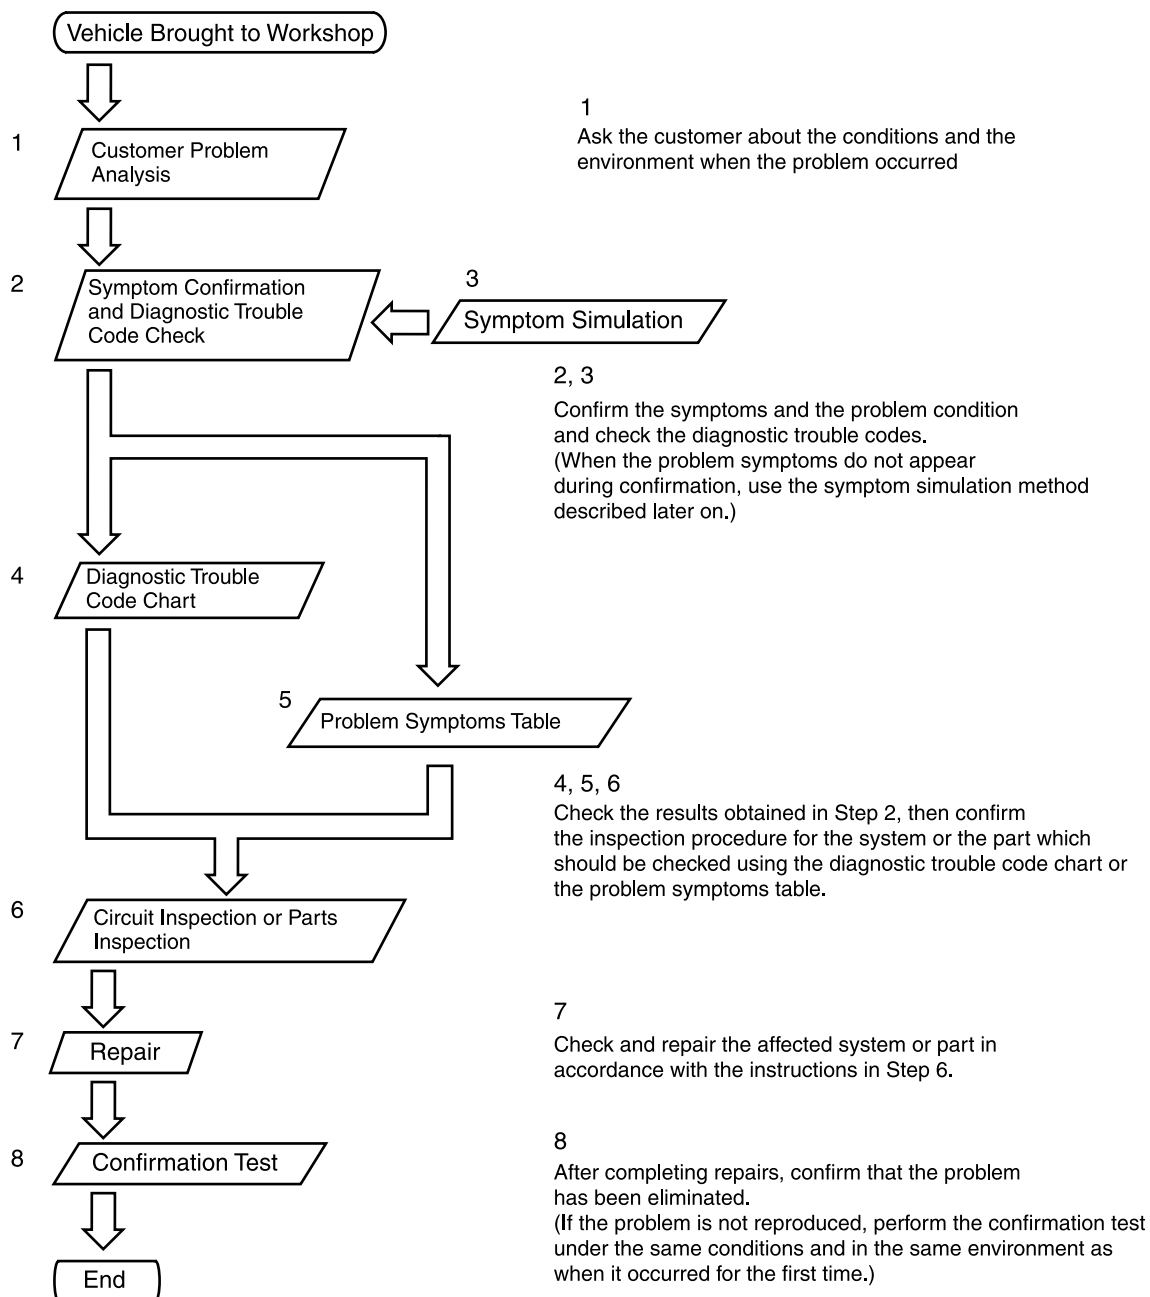 Vehicle Brought to Workshop
1
Customer Problem
Analysis
1
Ask the customer about the conditions and the
environment when the problem occurred
2
Symptom Confirmation
and Diagnostic Trouble
Code Check
3
Symptom Simulation
2, 3
Confirm the symptoms and the problem condition
and check the diagnostic trouble codes.
(When the problem symptoms do not appear
during confirmation, use the symptom simulation method
described later on.)
4
Diagnostic Trouble
Code Chart
5
Problem Symptoms Table
4, 5, 6
Check the results obtained in Step 2, then confirm
the inspection procedure for the system or the part which
should be checked using the diagnostic trouble code chart or
the problem symptoms table.
6
Circuit Inspection or Parts
Inspection
7
Repair
7
Check and repair the affected system or part in
accordance with the instructions in Step 6.
8
Confirmation Test
8
After completing repairs, confirm that the problem
has been eliminated.
(If the problem is not reproduced, perform the confirmation test
under the same conditions and in the same environment as
when it occurred for the first time.)
End